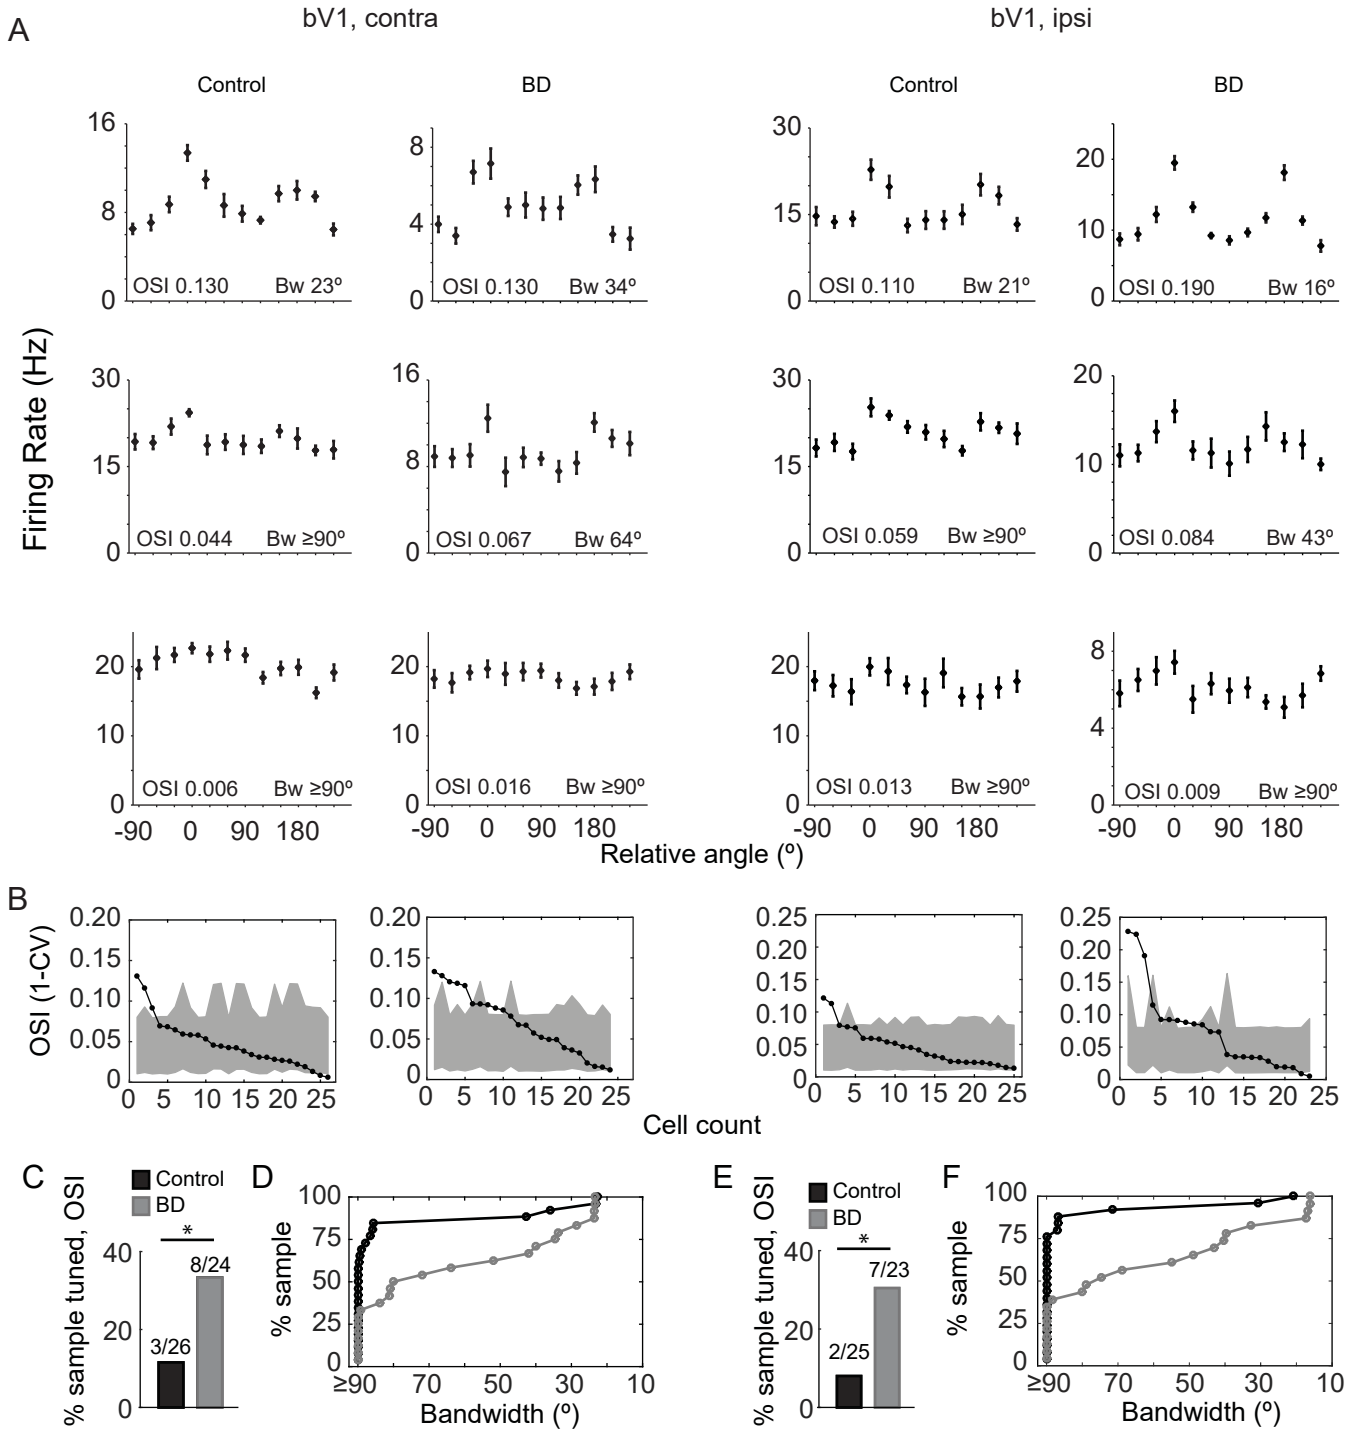 A
bV1, contra
bV1, ipsi
Control
BD
Control
BD
Firing Rate (Hz)
16
8
0
OSI 0.130
Bw 23º
8
4
0
OSI 0.130
Bw 34º
30
15
0
OSI 0.110
Bw 21º
20
10
0
OSI 0.190
Bw 16º
30
15
0
OSI 0.044
Bw ≥90º
16
8
0
OSI 0.067
Bw 64º
30
15
0
OSI 0.059
Bw ≥90º
20
10
0
OSI 0.084
Bw 43º
20
10
0
OSI 0.006
Bw ≥90º
-90 0 90 180
20
10
0
OSI 0.016
Bw ≥90º
-90 0 90 180
20
10
0
OSI 0.013
Bw ≥90º
-90 0 90 180
8
4
0
OSI 0.009
Bw ≥90º
-90 0 90 180
Relative angle (º)
B
OSI (1-CV)
0.20
0.15
0.10
0.05
0
0 5 10 15 20 25
0.20
0.15
0.10
0.05
0
0 5 10 15 20 25
0.25
0.20
0.15
0.10
0.05
0
0 5 10 15 20 25
0.25
0.20
0.15
0.10
0.05
0
0 5 10 15 20 25
Cell count
C
% sample tuned, OSI
Control
BD
*
40
20
0
3/26
8/24
D
% sample
100
75
50
25
0
≥90 70 50 30 10
Bandwidth (º)
E
% sample tuned, OSI
Control
BD
*
40
20
0
2/25
7/23
F
% sample
100
75
50
25
0
≥90 70 50 30 10
Bandwidth (º)